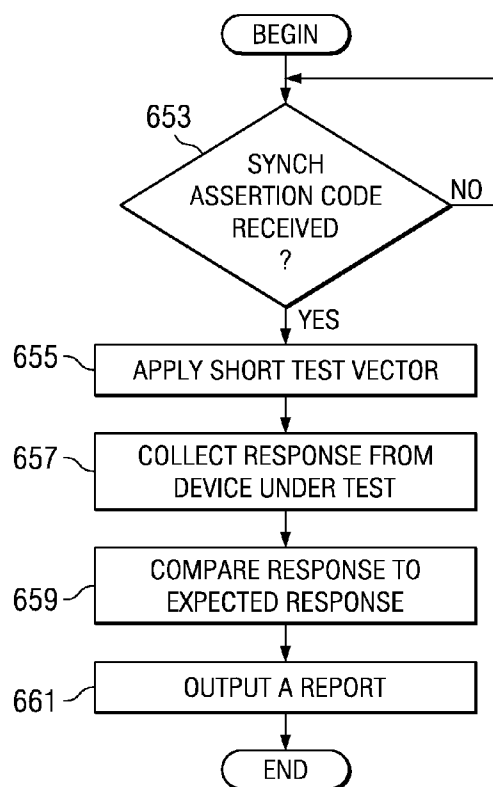 BEGIN
653
SYNCH
ASSERTION CODE
RECEIVED
?
NO
YES
655
APPLY SHORT TEST VECTOR
657
COLLECT RESPONSE FROM
DEVICE UNDER TEST
659
COMPARE RESPONSE TO
EXPECTED RESPONSE
661
OUTPUT A REPORT
END